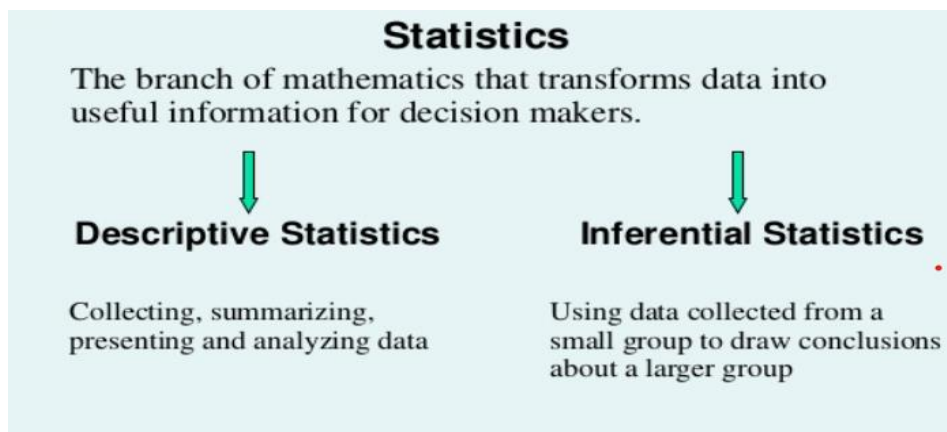 Statistics
The branch of mathematics that transforms data into
useful information for decision makers.
Descriptive Statistics
Collecting, summarizing,
presenting and analyzing data
Inferential Statistics
Using data collected from a
small group to draw conclusions
about a larger group